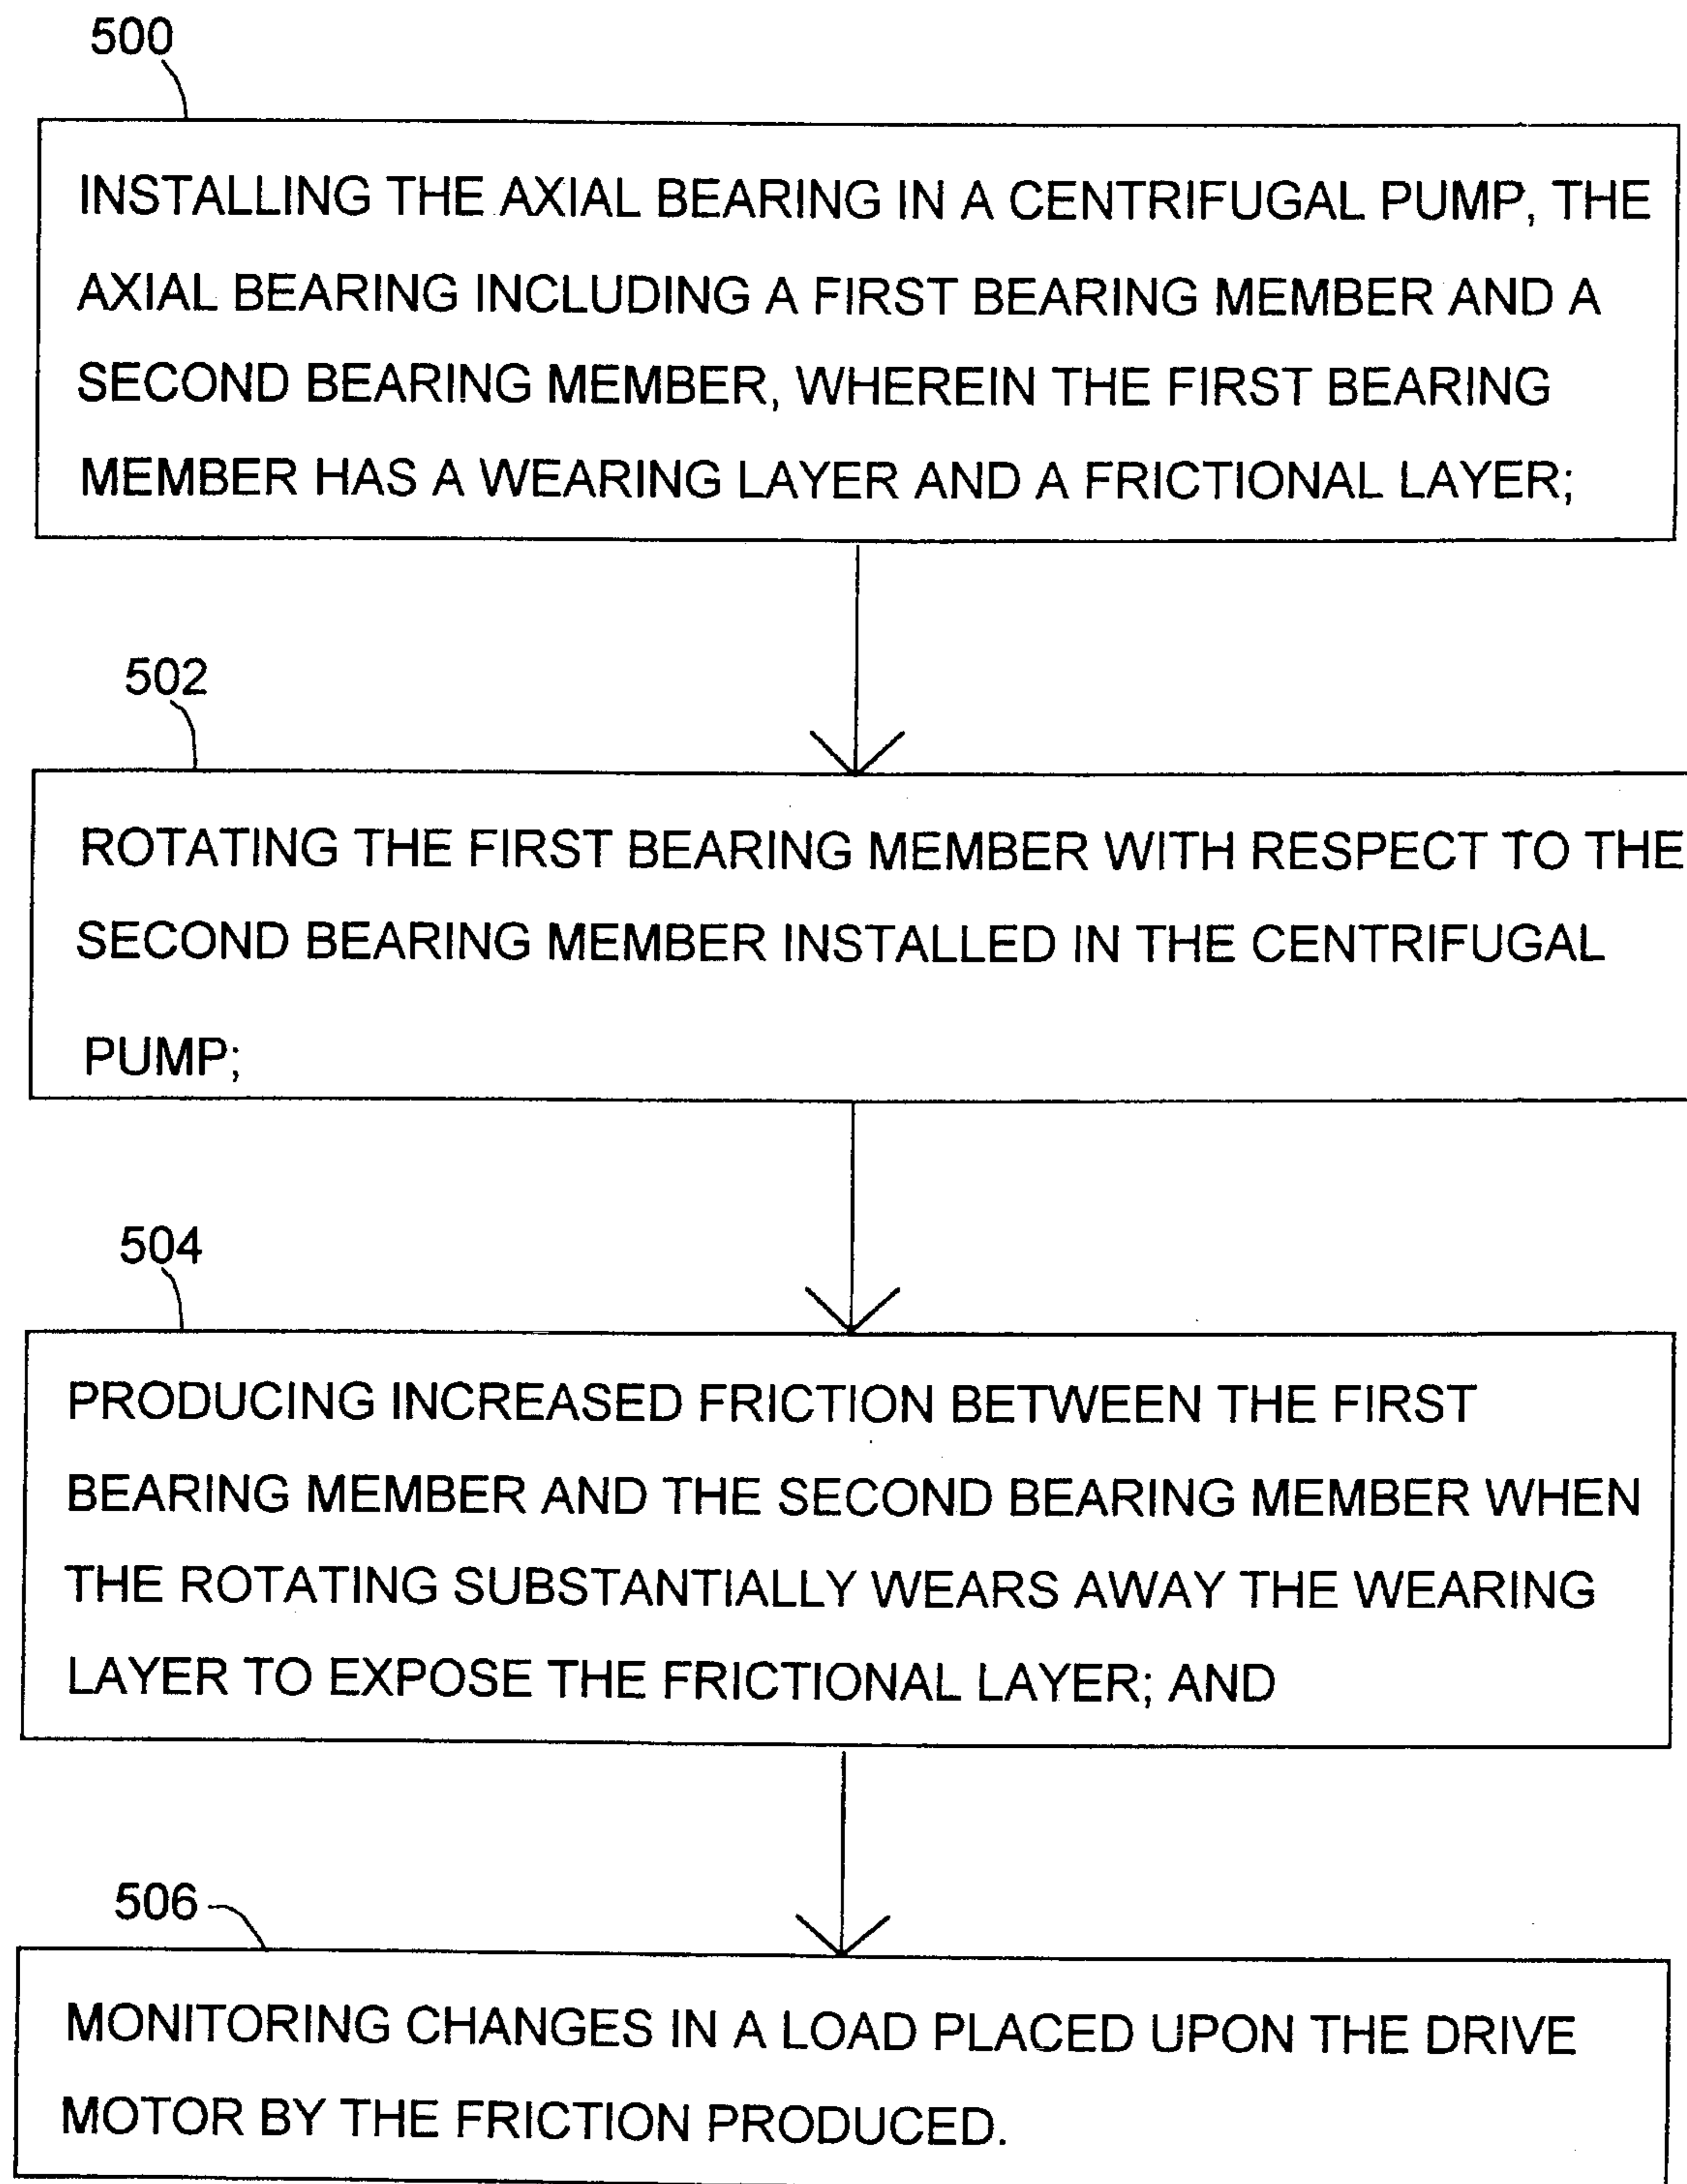 500
INSTALLING THE AXIAL BEARING IN A CENTRIFUGAL PUMP, THE
AXIAL BEARING INCLUDING A FIRST BEARING MEMBER AND A
SECOND BEARING MEMBER, WHEREIN THE FIRST BEARING
MEMBER HAS A WEARING LAYER AND A FRICTIONAL LAYER;
502
ROTATING THE FIRST BEARING MEMBER WITH RESPECT TO THE
SECOND BEARING MEMBER INSTALLED IN THE CENTRIFUGAL
PUMP;
504
PRODUCING INCREASED FRICTION BETWEEN THE FIRST
BEARING MEMBER AND THE SECOND BEARING MEMBER WHEN
THE ROTATING SUBSTANTIALLY WEARS AWAY THE WEARING
LAYER TO EXPOSE THE FRICTIONAL LAYER; AND
506
MONITORING CHANGES IN A LOAD PLACED UPON THE DRIVE
MOTOR BY THE FRICTION PRODUCED.